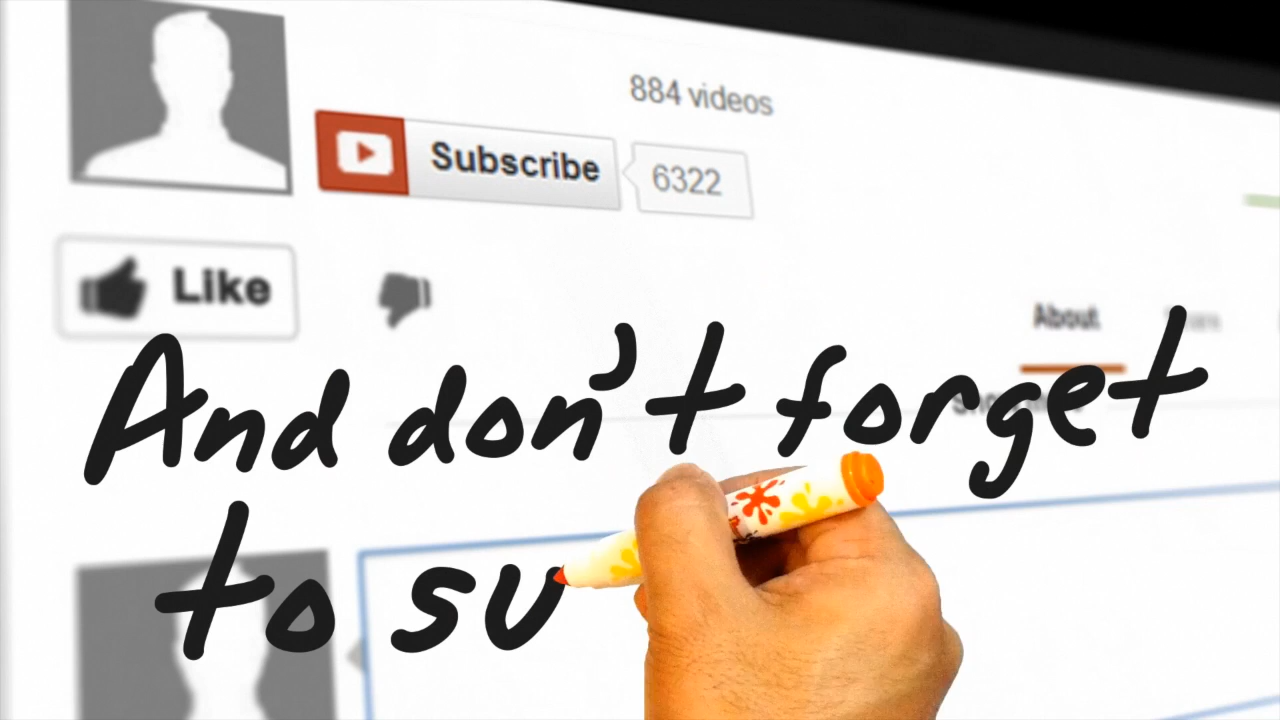 884 videos
Subscribe 6322
Like
About
And don't forget
to su